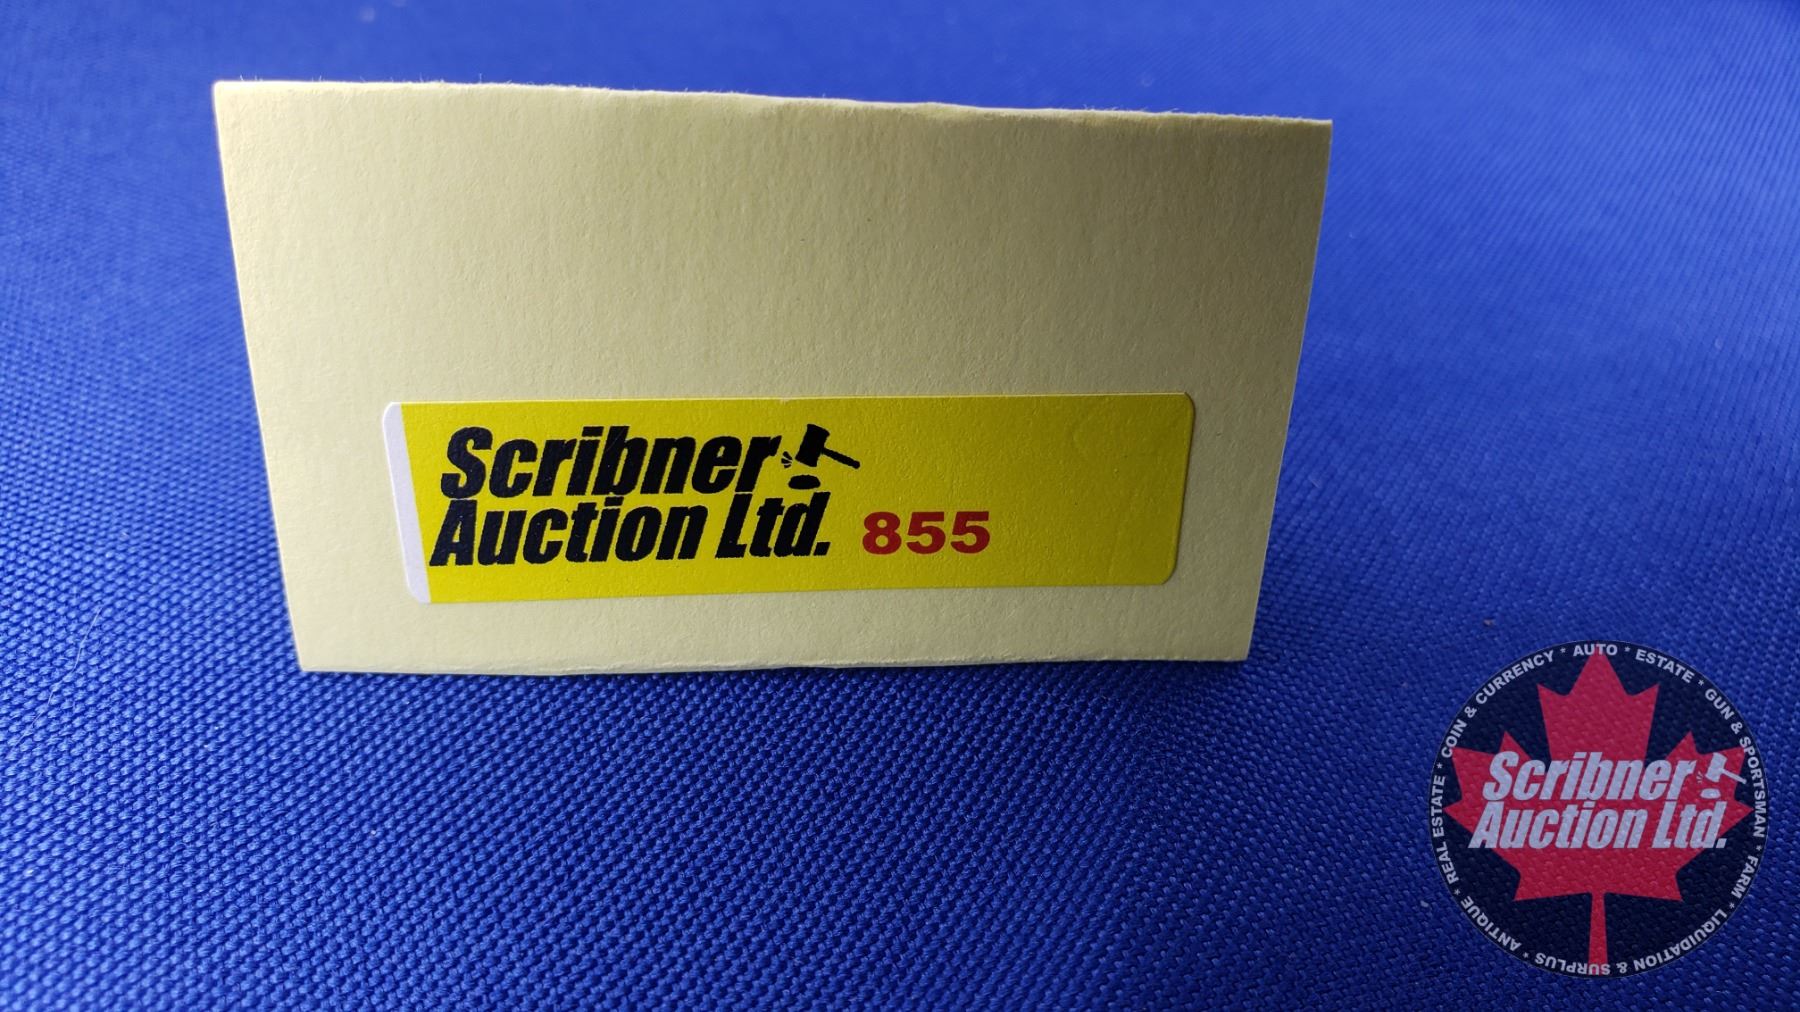 Scribner
Auction Ltd. 855
REAL ESTATE * COIN & CURRENCY * AUTO * ESTATE * GUN & SPORTSMAN * FARM * LIQUIDATION & SURPLUS * ANTIQUE *
Scribner
Auction Ltd.